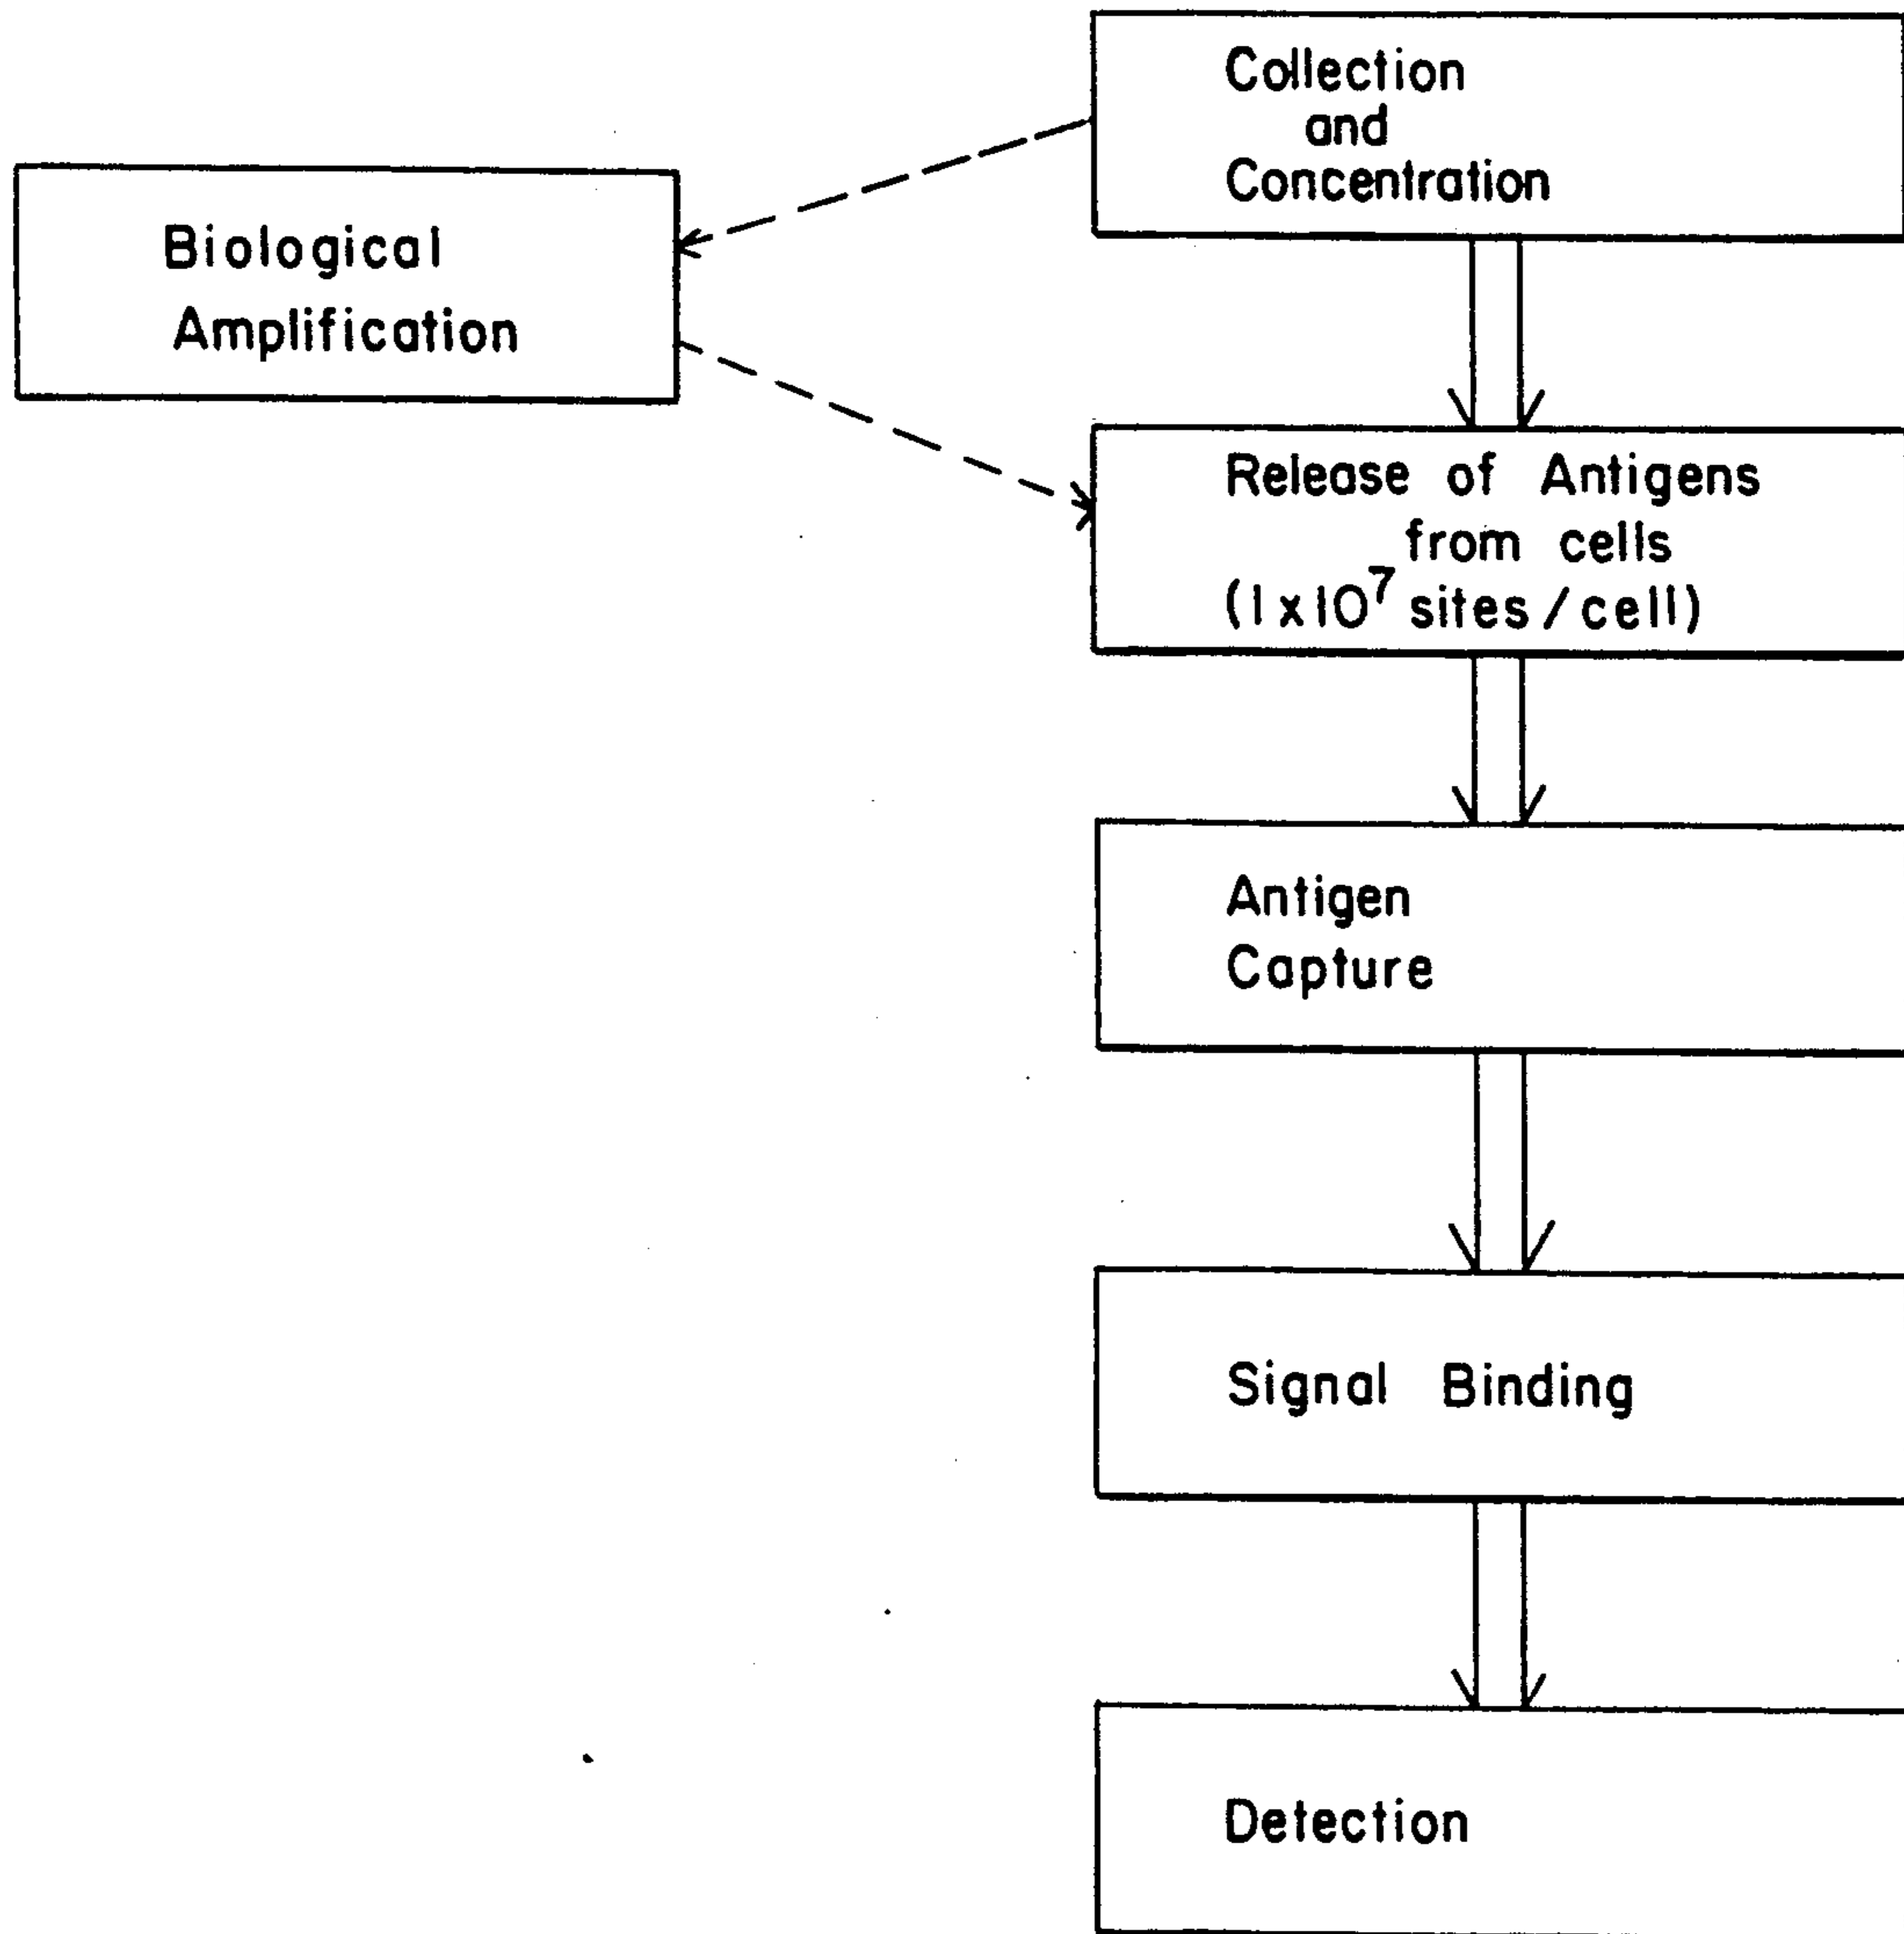 Collection
and
Concentration
Biological
Amplification
Release of Antigens
from cells
(1x10⁷ sites/cell)
Antigen
Capture
Signal Binding
Detection